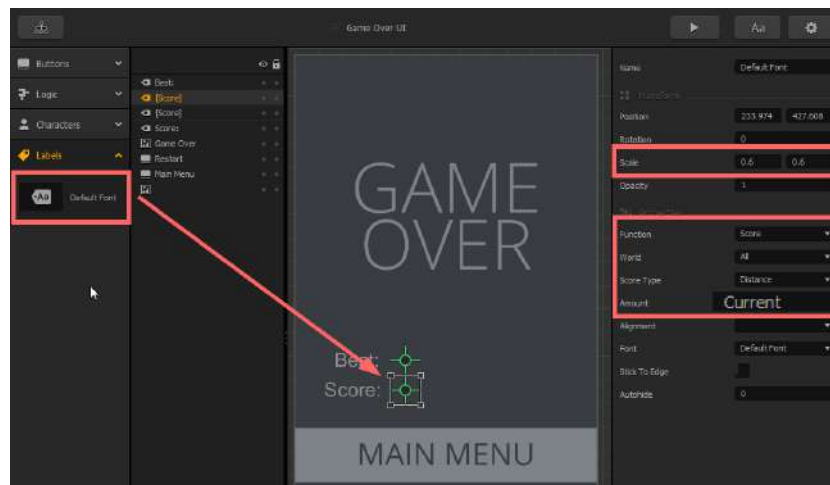 Game Over UI
Aa
Buttons
Logic
Characters
Labels
Aa
Default Font
Best:
[Score]
[Score]
Score:
Game Over
Restart
Main Menu
GAME
OVER
Best:
Score:
MAIN MENU
Name
Default Font
Transform
Position
233.974
427.608
Rotation
0
Scale
0.6
0.6
Opacity
1
Function
Score
World
All
Score Type
Distance
Amount
Current
Alignment
Font
Default Font
Stick To Edge
Autohide
0